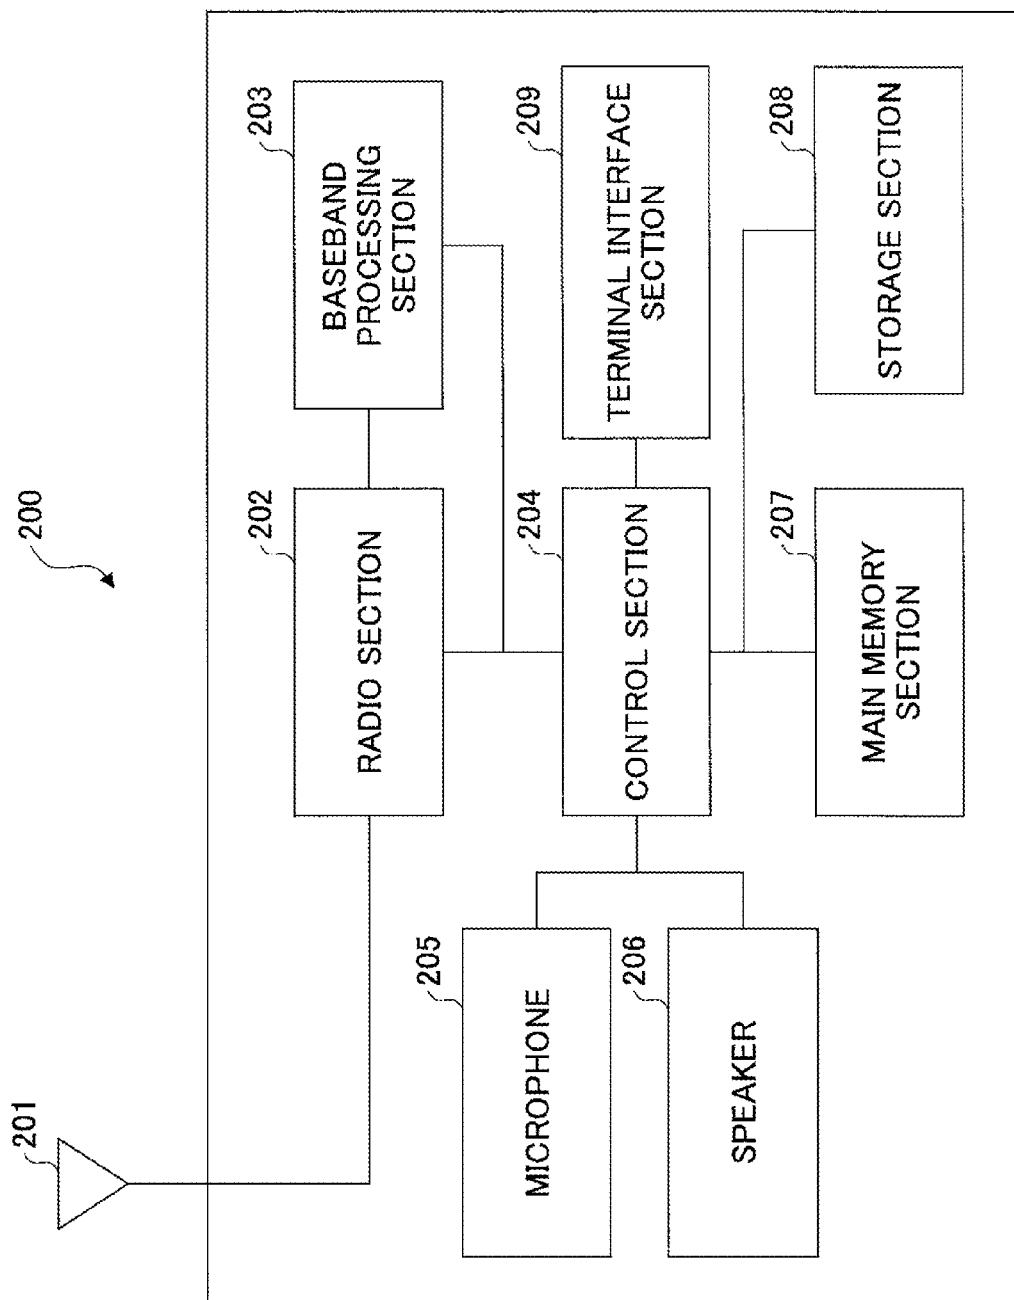 200
201
202
RADIO SECTION
203
BASEBAND
PROCESSING
SECTION
205
MICROPHONE
204
CONTROL SECTION
209
TERMINAL INTERFACE
SECTION
206
SPEAKER
207
MAIN MEMORY
SECTION
208
STORAGE SECTION